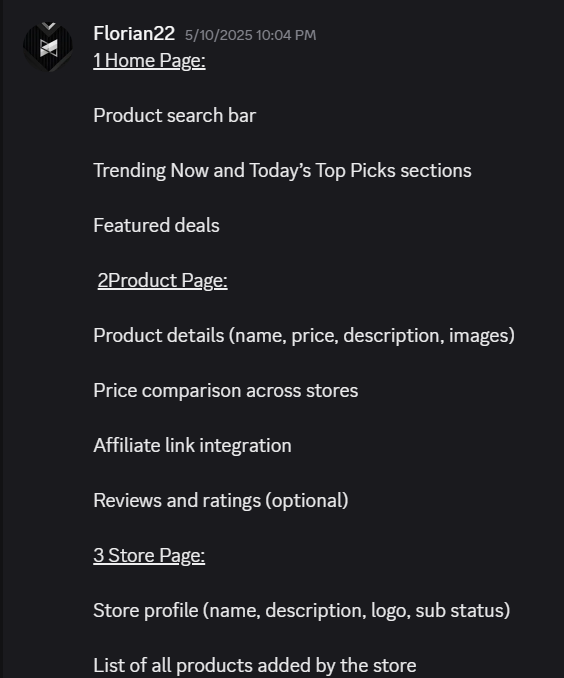 Florian22 5/10/2025 10:04 PM
1 Home Page:
Product search bar
Trending Now and Today’s Top Picks sections
Featured deals
2Product Page:
Product details (name, price, description, images)
Price comparison across stores
Affiliate link integration
Reviews and ratings (optional)
3 Store Page:
Store profile (name, description, logo, sub status)
List of all products added by the store